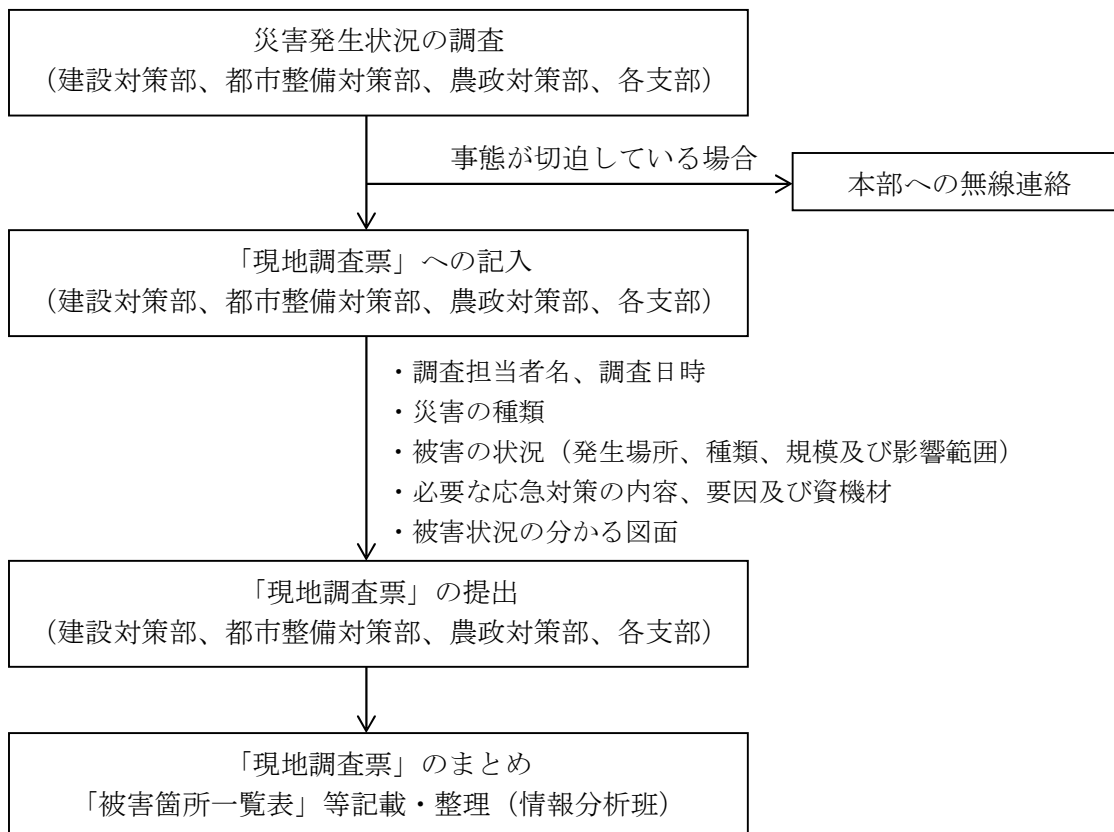 災害発生状況の調査
（建設対策部、都市整備対策部、農政対策部、各支部）
事態が切迫している場合
本部への無線連絡
「現地調査票」への記入
（建設対策部、都市整備対策部、農政対策部、各支部）
・調査担当者名、調査日時
・災害の種類
・被害の状況（発生場所、種類、規模及び影響範囲）
・必要な応急対策の内容、要因及び資機材
・被害状況の分かる図面
「現地調査票」の提出
（建設対策部、都市整備対策部、農政対策部、各支部）
「現地調査票」のまとめ
「被害箇所一覧表」等記載・整理（情報分析班）